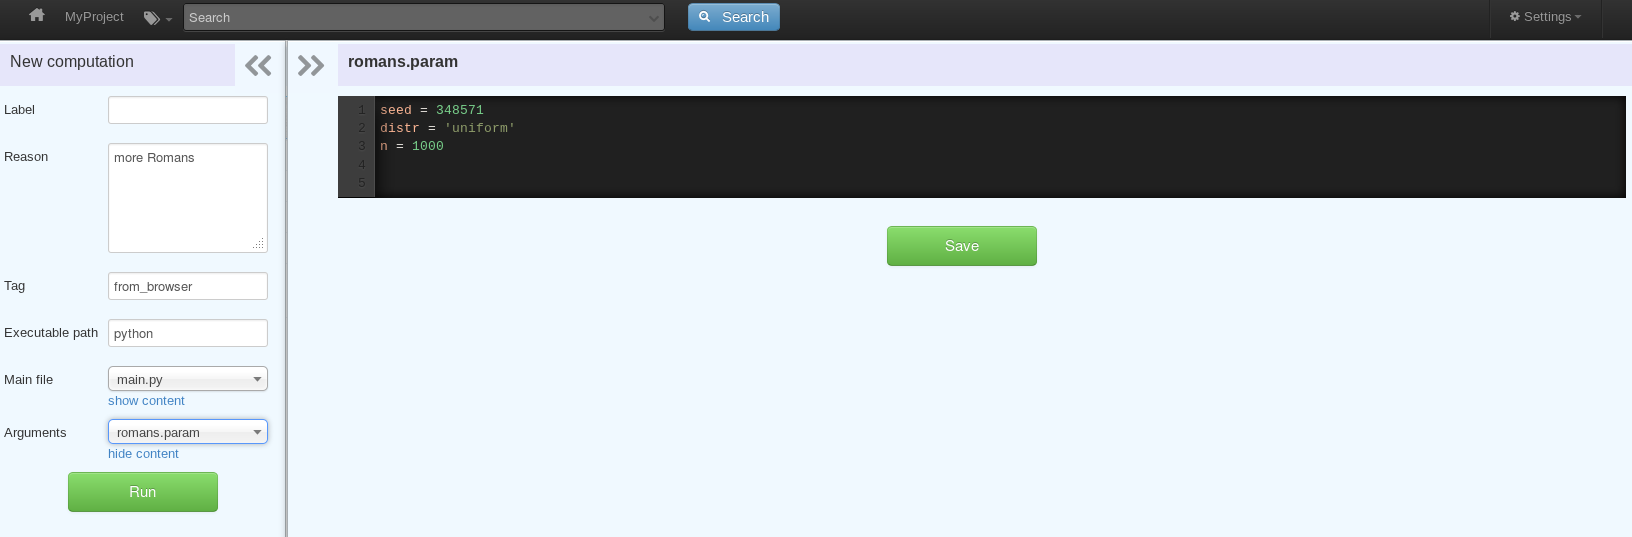 MyProject Search Search Settings
New computation
Label
Reason more Romans
Tag from_browser
Executable path python
Main file main.py
show content
Arguments romans.param
hide content
Run
romans.param
1 seed = 348571
2 distr = 'uniform'
3 n = 1000
4
5
Save